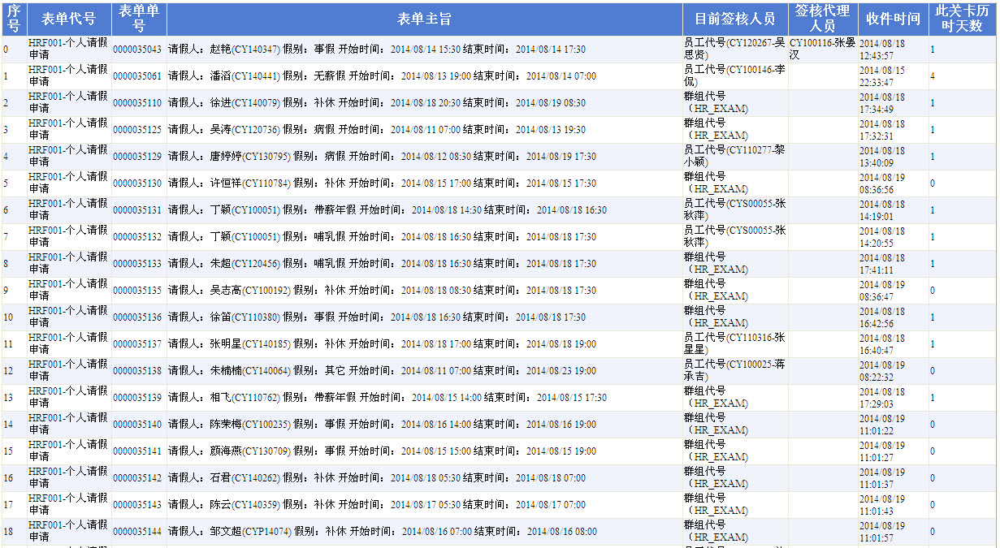 序号 表单代号 表单单号 表单主旨 目前签核人员 签核代理人员 收件时间 此关卡历时天数
0 HRF001-个人请假申请 0000035043 请假人：赵艳(CY140347) 假别：事假 开始时间：2014/08/14 15:30 结束时间：2014/08/14 17:30 员工代号(CY120267-吴思贤) CY100116-张晏汉 2014/08/18 12:43:57 1
1 HRF001-个人请假申请 0000035061 请假人：潘滔(CY140441) 假别：无薪假 开始时间：2014/08/13 19:00 结束时间：2014/08/14 07:00 员工代号(CY100146-李侃) 2014/08/15 22:33:47 4
2 HRF001-个人请假申请 0000035110 请假人：徐进(CY140079) 假别：补休 开始时间：2014/08/18 20:30 结束时间：2014/08/19 08:30 群组代号（HR_EXAM) 2014/08/18 17:34:49 1
3 HRF001-个人请假申请 0000035125 请假人：吴涛(CY120736) 假别：病假 开始时间：2014/08/11 07:00 结束时间：2014/08/13 19:30 群组代号（HR_EXAM) 2014/08/18 17:32:31 1
4 HRF001-个人请假申请 0000035129 请假人：唐婷婷(CY130795) 假别：病假 开始时间：2014/08/12 08:30 结束时间：2014/08/19 17:30 员工代号(CY110277-黎小颖) 2014/08/18 13:40:09 1
5 HRF001-个人请假申请 0000035130 请假人：许恒祥(CY110784) 假别：补休 开始时间：2014/08/15 17:00 结束时间：2014/08/15 17:30 群组代号（HR_EXAM) 2014/08/19 08:36:56 0
6 HRF001-个人请假申请 0000035131 请假人：丁颖(CY100051) 假别：带薪年假 开始时间：2014/08/18 14:30 结束时间：2014/08/18 16:30 员工代号(CYS00055-张秋萍) 2014/08/18 14:19:01 1
7 HRF001-个人请假申请 0000035132 请假人：丁颖(CY100051) 假别：哺乳假 开始时间：2014/08/18 16:30 结束时间：2014/08/18 17:30 员工代号(CYS00055-张秋萍) 2014/08/18 14:20:55 1
8 HRF001-个人请假申请 0000035133 请假人：朱超(CY120456) 假别：哺乳假 开始时间：2014/08/18 16:30 结束时间：2014/08/18 17:30 群组代号（HR_EXAM) 2014/08/18 17:41:11 1
9 HRF001-个人请假申请 0000035135 请假人：吴志高(CY100192) 假别：补休 开始时间：2014/08/18 08:30 结束时间：2014/08/18 17:30 群组代号（HR_EXAM) 2014/08/19 08:36:47 0
10 HRF001-个人请假申请 0000035136 请假人：徐笛(CY110380) 假别：事假 开始时间：2014/08/18 16:30 结束时间：2014/08/18 17:30 群组代号（HR_EXAM) 2014/08/18 16:42:56 1
11 HRF001-个人请假申请 0000035137 请假人：张明星(CY140185) 假别：补休 开始时间：2014/08/18 17:00 结束时间：2014/08/18 19:00 员工代号(CY110316-张星星) 2014/08/18 16:40:47 1
12 HRF001-个人请假申请 0000035138 请假人：朱楠楠(CY140064) 假别：其它 开始时间：2014/08/11 07:00 结束时间：2014/08/23 19:00 员工代号(CY100025-蒋承吉) 2014/08/19 08:22:32 0
13 HRF001-个人请假申请 0000035139 请假人：相飞(CY110762) 假别：带薪年假 开始时间：2014/08/15 14:00 结束时间：2014/08/15 17:30 群组代号（HR_EXAM) 2014/08/18 17:29:03 1
14 HRF001-个人请假申请 0000035140 请假人：陈荣梅(CY100235) 假别：事假 开始时间：2014/08/16 14:00 结束时间：2014/08/16 19:00 群组代号（HR_EXAM) 2014/08/19 11:01:22 0
15 HRF001-个人请假申请 0000035141 请假人：颜海燕(CY130709) 假别：事假 开始时间：2014/08/15 15:00 结束时间：2014/08/15 19:00 群组代号（HR_EXAM) 2014/08/19 11:01:27 0
16 HRF001-个人请假申请 0000035142 请假人：石君(CY140262) 假别：补休 开始时间：2014/08/18 05:30 结束时间：2014/08/18 07:00 群组代号（HR_EXAM) 2014/08/19 11:01:37 0
17 HRF001-个人请假申请 0000035143 请假人：陈云(CY140359) 假别：补休 开始时间：2014/08/17 05:30 结束时间：2014/08/17 07:00 群组代号（HR_EXAM) 2014/08/19 11:01:43 0
18 HRF001-个人请假申请 0000035144 请假人：邹文超(CYP14074) 假别：补休 开始时间：2014/08/16 07:00 结束时间：2014/08/16 08:00 群组代号（HR_EXAM) 2014/08/19 11:01:57 0